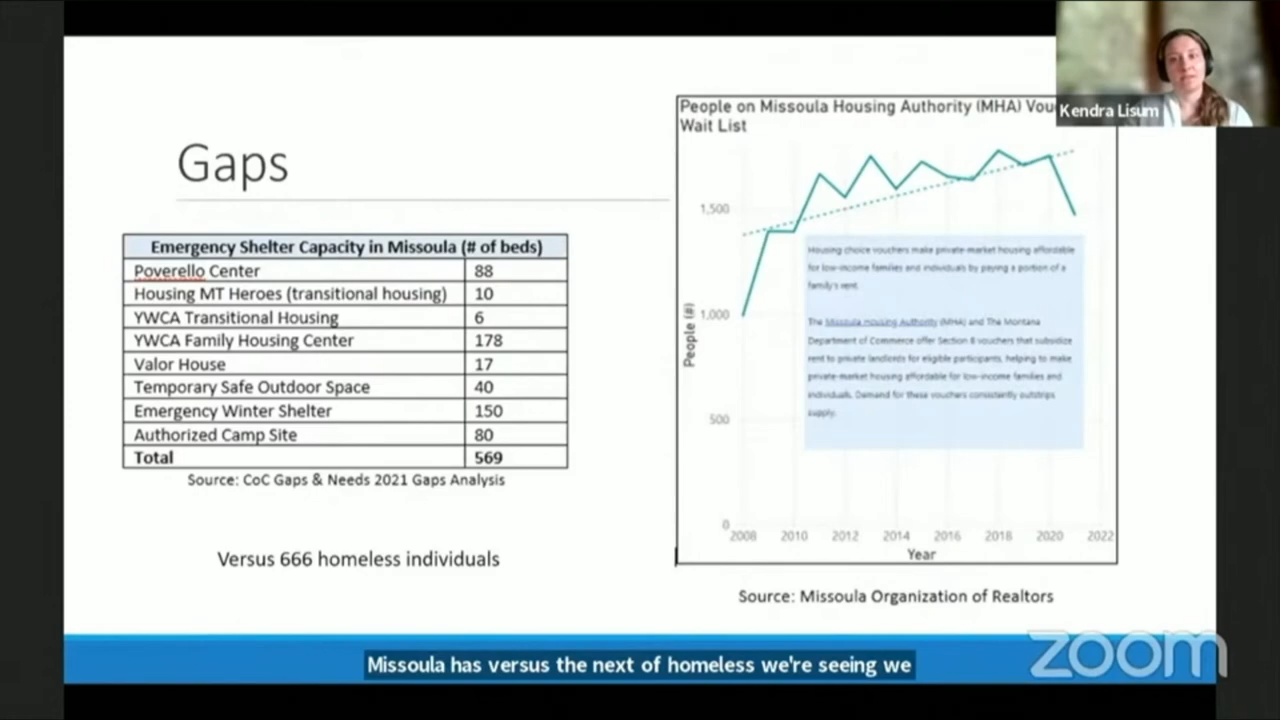 Gaps
Emergency Shelter Capacity in Missoula (# of beds)
Poverello Center 88
Housing MT Heroes (transitional housing) 10
YWCA Transitional Housing 6
YWCA Family Housing Center 178
Valor House 17
Temporary Safe Outdoor Space 40
Emergency Winter Shelter 150
Authorized Camp Site 80
Total 569
Source: CoC Gaps & Needs 2021 Gaps Analysis
Versus 666 homeless individuals
People on Missoula Housing Authority (MHA) Vou
Wait List
Kendra Lisum
1,500
1,000
500
0
People (#)
Housing choice vouchers make private-market housing affordable
for low-income families and individuals by paying a portion of a
family's rent.
The Missoula Housing Authority (MHA) and The Montana
Department of Commerce offer Section 8 vouchers that subsidize
rent to private landlords for eligible participants, helping to make
private-market housing affordable for low-income families and
individuals. Demand for these vouchers consistently outstrips
supply.
2008 2010 2012 2014 2016 2018 2020 2022
Year
Source: Missoula Organization of Realtors
Missoula has versus the next of homeless we're seeing we
zoom